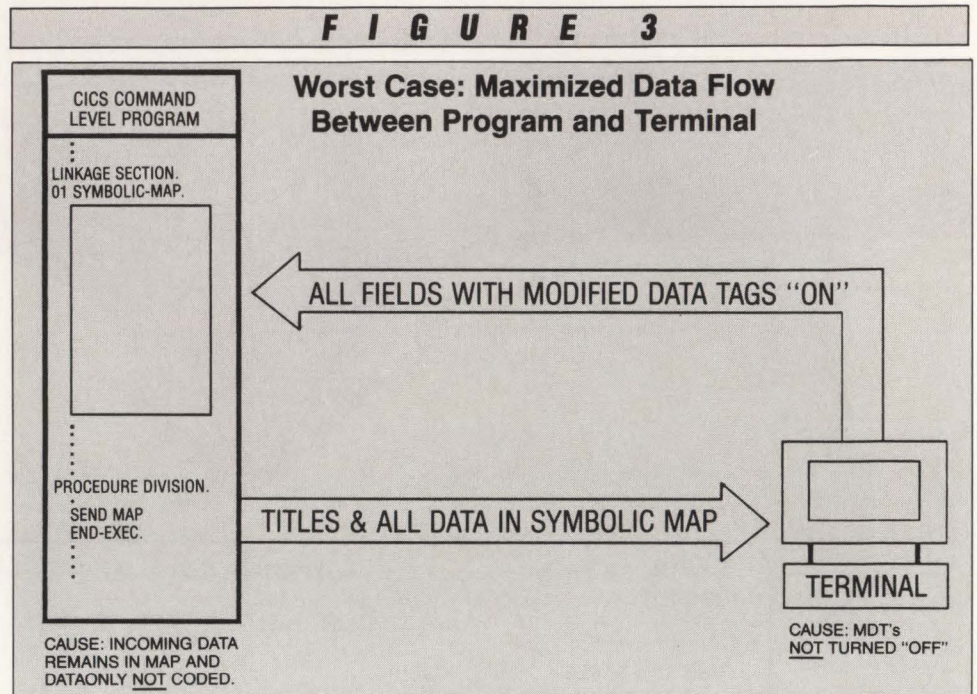 FIGURE 3
Worst Case: Maximized Data Flow
Between Program and Terminal
CICS COMMAND
LEVEL PROGRAM
LINKAGE SECTION.
01 SYMBOLIC-MAP.
ALL FIELDS WITH MODIFIED DATA TAGS "ON"
PROCEDURE DIVISION.
SEND MAP
END-EXEC.
TITLES & ALL DATA IN SYMBOLIC MAP
TERMINAL
CAUSE: INCOMING DATA
REMAINS IN MAP AND
DATAONLY NOT CODED.
CAUSE: MDT's
NOT TURNED "OFF"